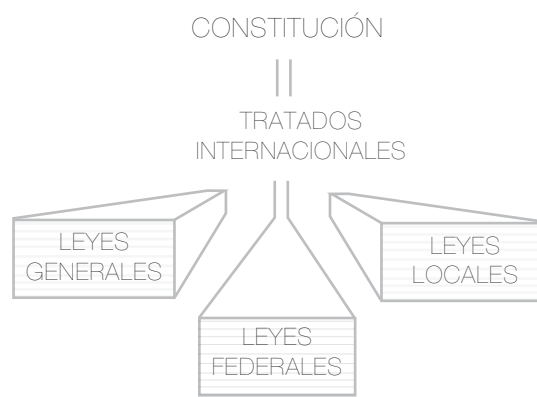 CONSTITUCIÓN
TRATADOS
INTERNACIONALES
LEYES
GENERALES
LEYES
LOCALES
LEYES
FEDERALES